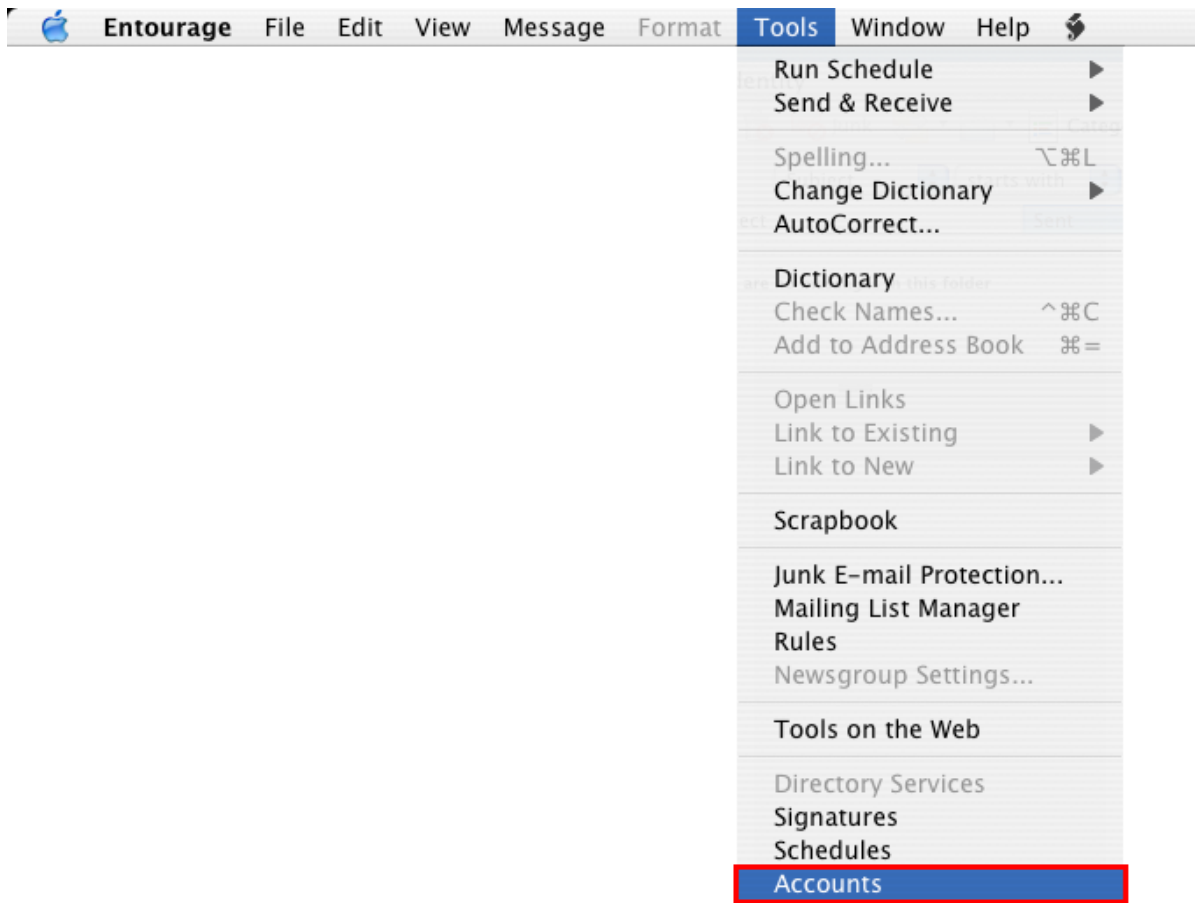 Entourage File Edit View Message Format Tools Window Help
Run Schedule
Send & Receive
Spelling... ⌥⌘L
Change Dictionary
AutoCorrect...
Dictionary
Check Names... ^⌘C
Add to Address Book ⌘=
Open Links
Link to Existing
Link to New
Scrapbook
Junk E-mail Protection...
Mailing List Manager
Rules
Newsgroup Settings...
Tools on the Web
Directory Services
Signatures
Schedules
Accounts